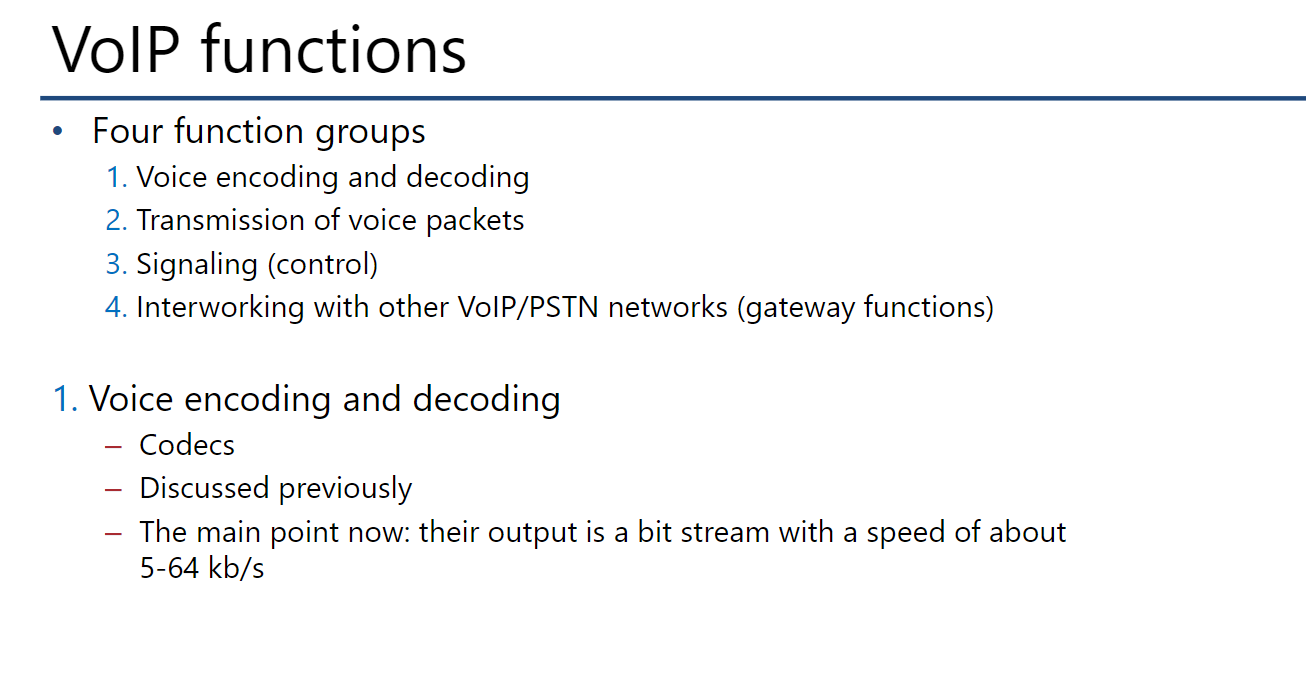 VoIP functions
• Four function groups
1. Voice encoding and decoding
2. Transmission of voice packets
3. Signaling (control)
4. Interworking with other VoIP/PSTN networks (gateway functions)
1. Voice encoding and decoding
– Codecs
– Discussed previously
– The main point now: their output is a bit stream with a speed of about
5-64 kb/s